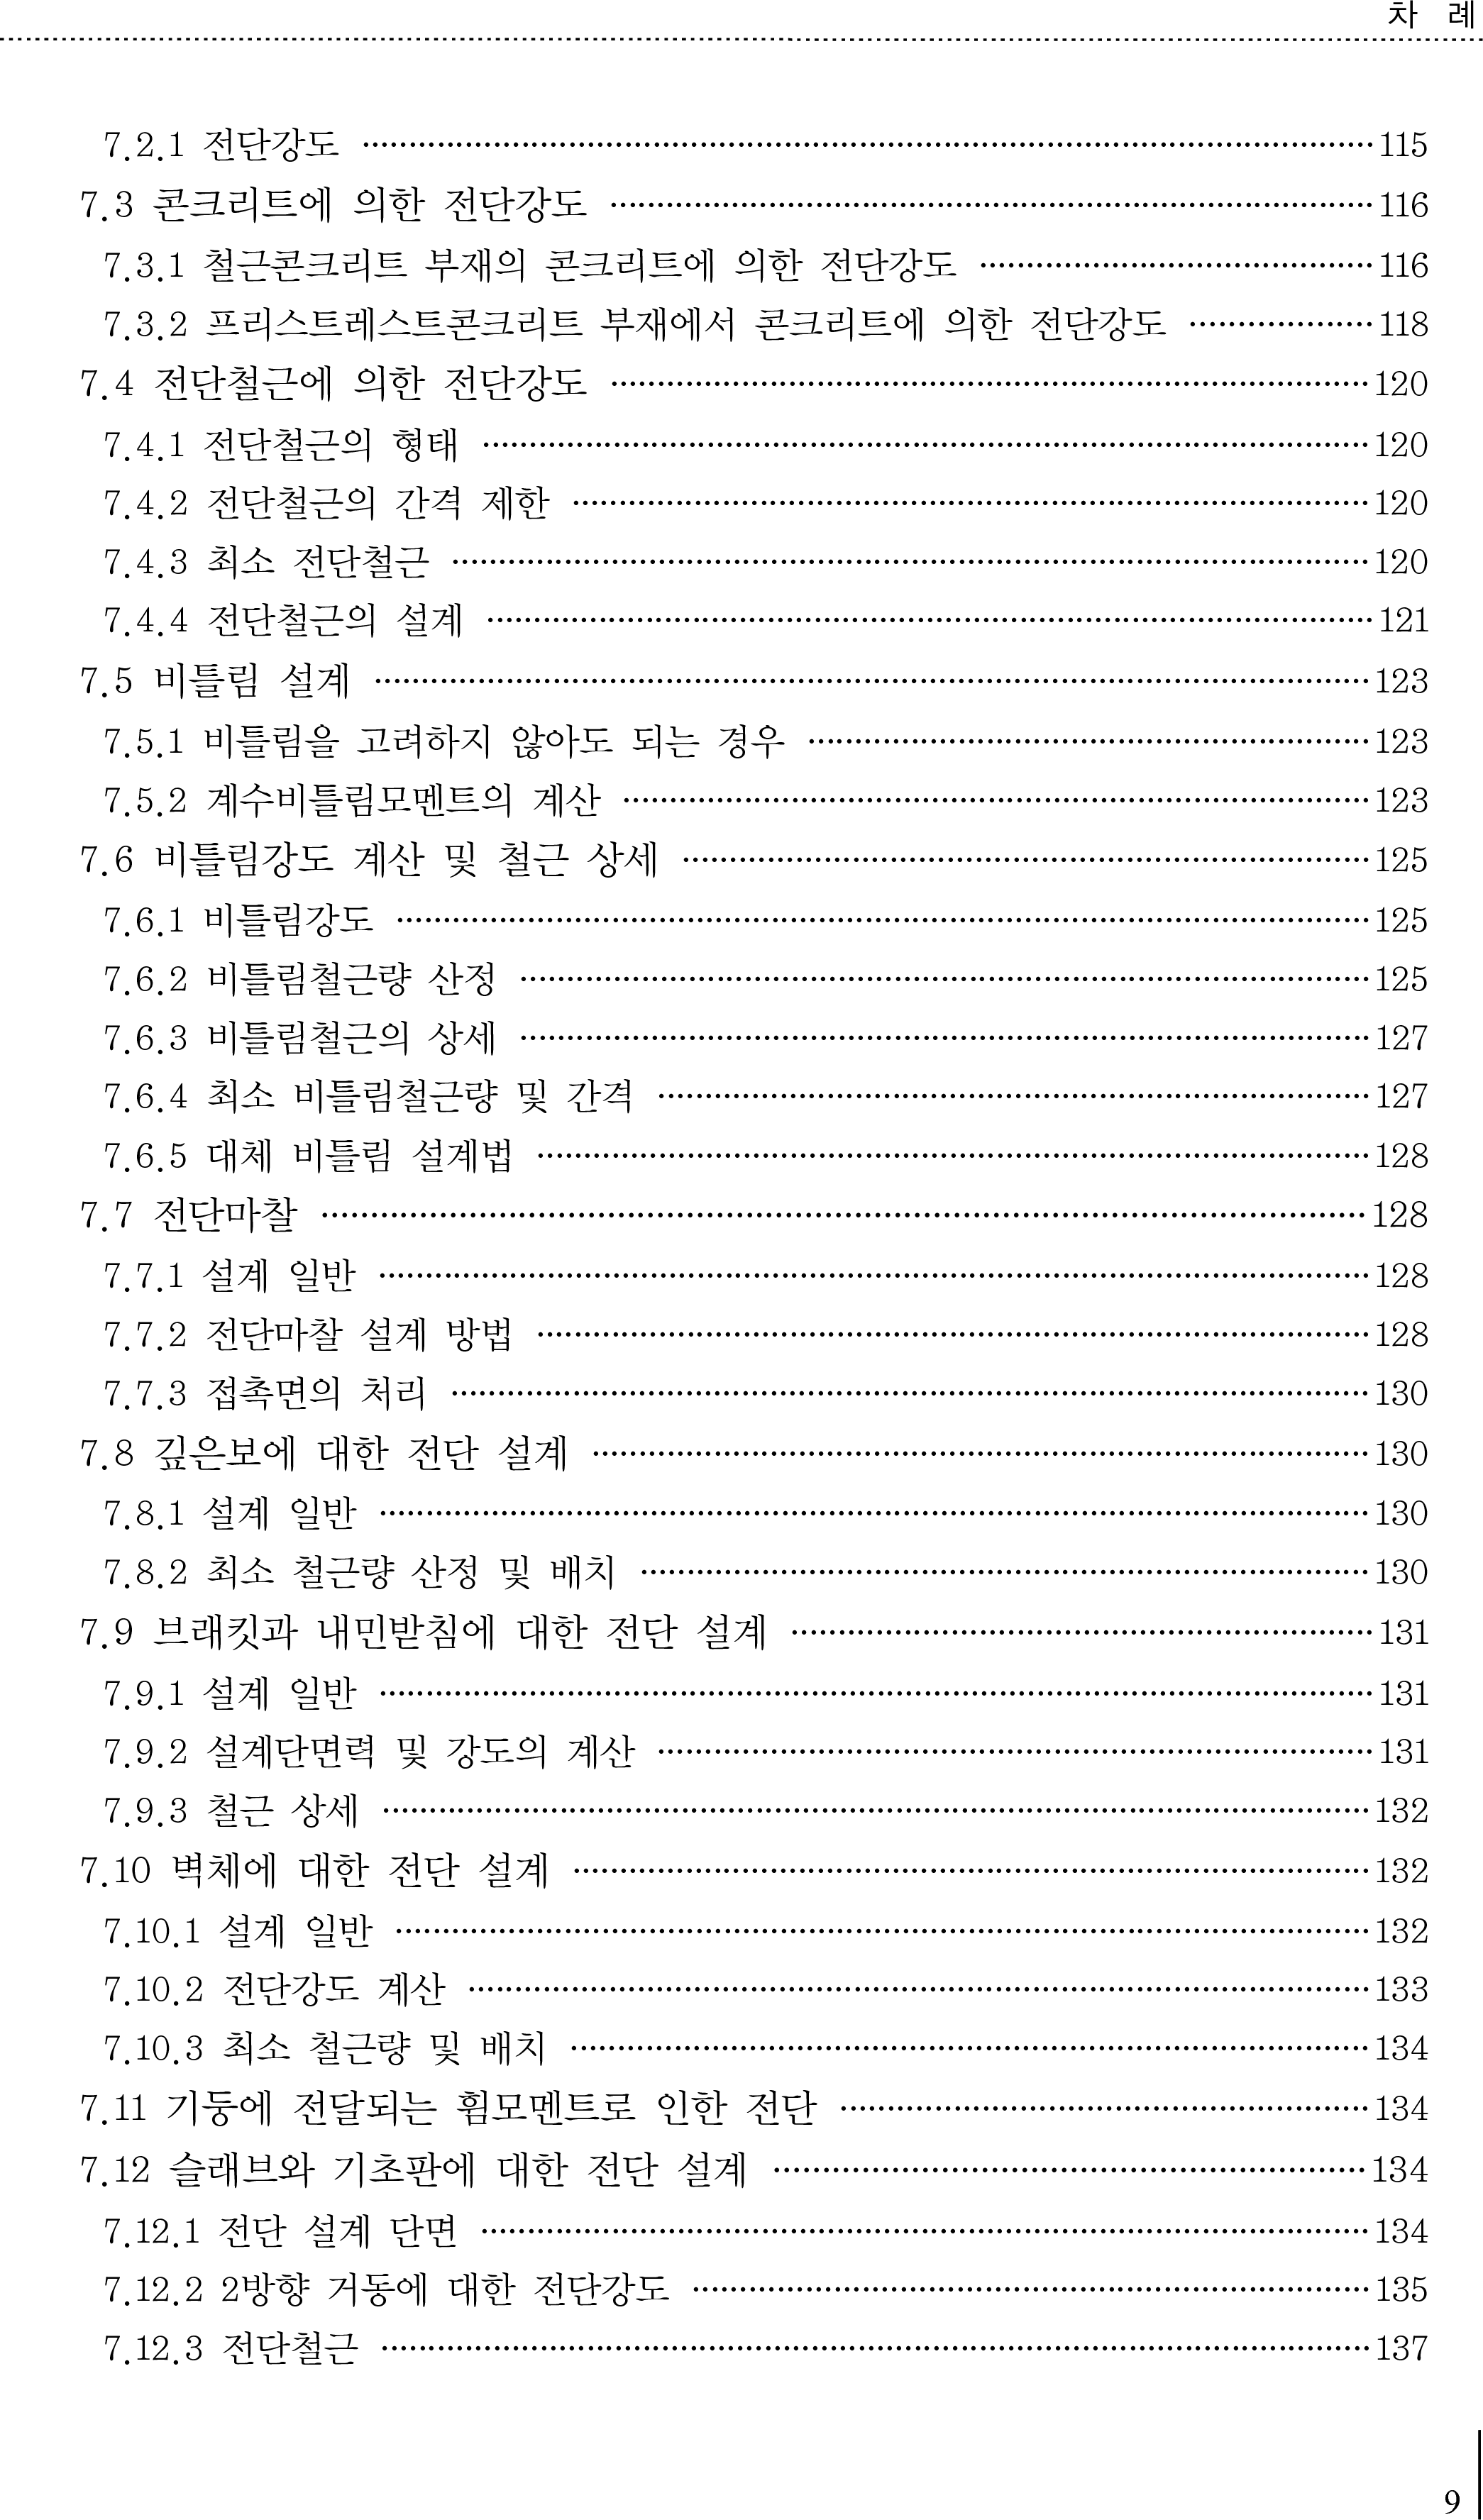 차 례
7.2.1 전단강도 ········ 115
7.3 콘크리트에 의한 전단강도 ········ 116
7.3.1 철근콘크리트 부재의 콘크리트에 의한 전단강도 ········ 116
7.3.2 프리스트레스트콘크리트 부재에서 콘크리트에 의한 전단강도 ········ 118
7.4 전단철근에 의한 전단강도 ········ 120
7.4.1 전단철근의 형태 ········ 120
7.4.2 전단철근의 간격 제한 ········ 120
7.4.3 최소 전단철근 ········ 120
7.4.4 전단철근의 설계 ········ 121
7.5 비틀림 설계 ········ 123
7.5.1 비틀림을 고려하지 않아도 되는 경우 ········ 123
7.5.2 계수비틀림모멘트의 계산 ········ 123
7.6 비틀림강도 계산 및 철근 상세 ········ 125
7.6.1 비틀림강도 ········ 125
7.6.2 비틀림철근량 산정 ········ 125
7.6.3 비틀림철근의 상세 ········ 127
7.6.4 최소 비틀림철근량 및 간격 ········ 127
7.6.5 대체 비틀림 설계법 ········ 128
7.7 전단마찰 ········ 128
7.7.1 설계 일반 ········ 128
7.7.2 전단마찰 설계 방법 ········ 128
7.7.3 접촉면의 처리 ········ 130
7.8 깊은보에 대한 전단 설계 ········ 130
7.8.1 설계 일반 ········ 130
7.8.2 최소 철근량 산정 및 배치 ········ 130
7.9 브래킷과 내민받침에 대한 전단 설계 ········ 131
7.9.1 설계 일반 ········ 131
7.9.2 설계단면력 및 강도의 계산 ········ 131
7.9.3 철근 상세 ········ 132
7.10 벽체에 대한 전단 설계 ········ 132
7.10.1 설계 일반 ········ 132
7.10.2 전단강도 계산 ········ 133
7.10.3 최소 철근량 및 배치 ········ 134
7.11 기둥에 전달되는 휨모멘트로 인한 전단 ········ 134
7.12 슬래브와 기초판에 대한 전단 설계 ········ 134
7.12.1 전단 설계 단면 ········ 134
7.12.2 2방향 거동에 대한 전단강도 ········ 135
7.12.3 전단철근 ········ 137
9